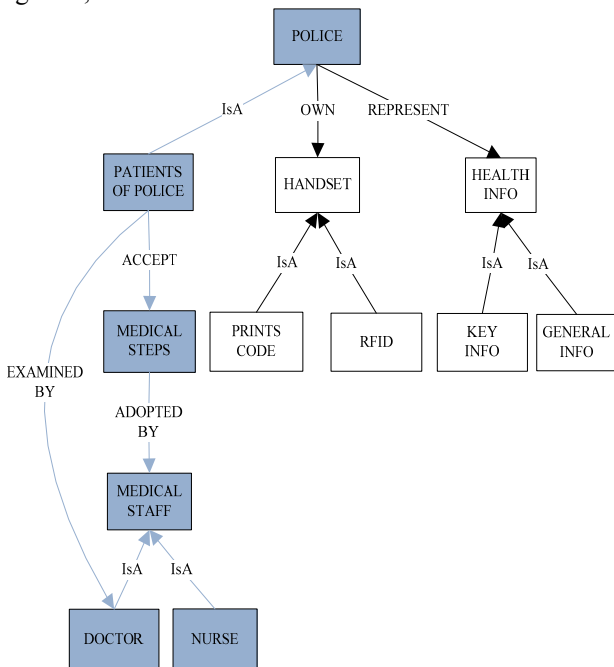 POLICE
IsA
OWN
REPRESENT
PATIENTS
OF POLICE
HANDSET
HEALTH
INFO
ACCEPT
IsA
IsA
IsA
IsA
MEDICAL
STEPS
PRINTS
CODE
RFID
KEY
INFO
GENERAL
INFO
EXAMINED
BY
ADOPTED
BY
MEDICAL
STAFF
IsA
IsA
DOCTOR
NURSE